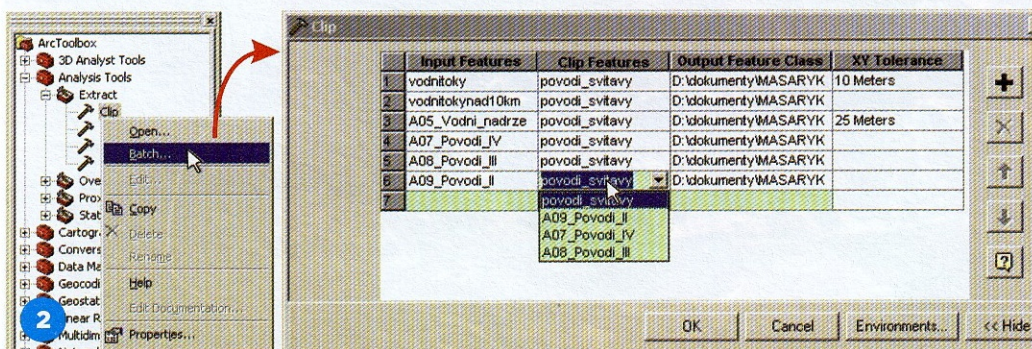 ArcToolbox
3D Analyst Tools
Analysis Tools
Extract
Clip
Open...
Batch...
Edit...
Ove
Prox
Stat
Copy
Cartogr
Delete
Convers
Rename
Data Ma
Geocodi
Help
Geostat
Edit Documentation...
near R
2
Multidim
Properties...
Clip
Input Features Clip Features Output Feature Class XY Tolerance
1 vodnitoky povodi_svitavy D:\dokumenty\MASARYK 10 Meters
2 vodnitokynad10km povodi_svitavy D:\dokumenty\MASARYK
3 A05_Vodni_nadrze povodi_svitavy D:\dokumenty\MASARYK 25 Meters
4 A07_Povodi_IV povodi_svitavy D:\dokumenty\MASARYK
5 A08_Povodi_III povodi_svitavy D:\dokumenty\MASARYK
6 A09_Povodi_II povodi_svitavy D:\dokumenty\MASARYK
7 povodi_svitavy
A09_Povodi_II
A07_Povodi_IV
A08_Povodi_III
OK Cancel Environments... << Hide